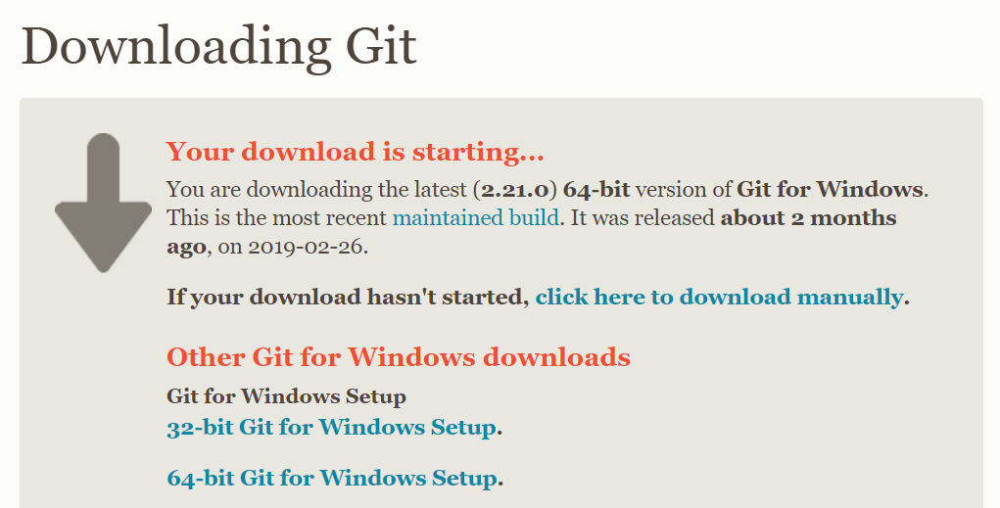 Downloading Git
Your download is starting...
You are downloading the latest (2.21.0) 64-bit version of Git for Windows.
This is the most recent maintained build. It was released about 2 months
ago, on 2019-02-26.
If your download hasn't started, click here to download manually.
Other Git for Windows downloads
Git for Windows Setup
32-bit Git for Windows Setup.
64-bit Git for Windows Setup.